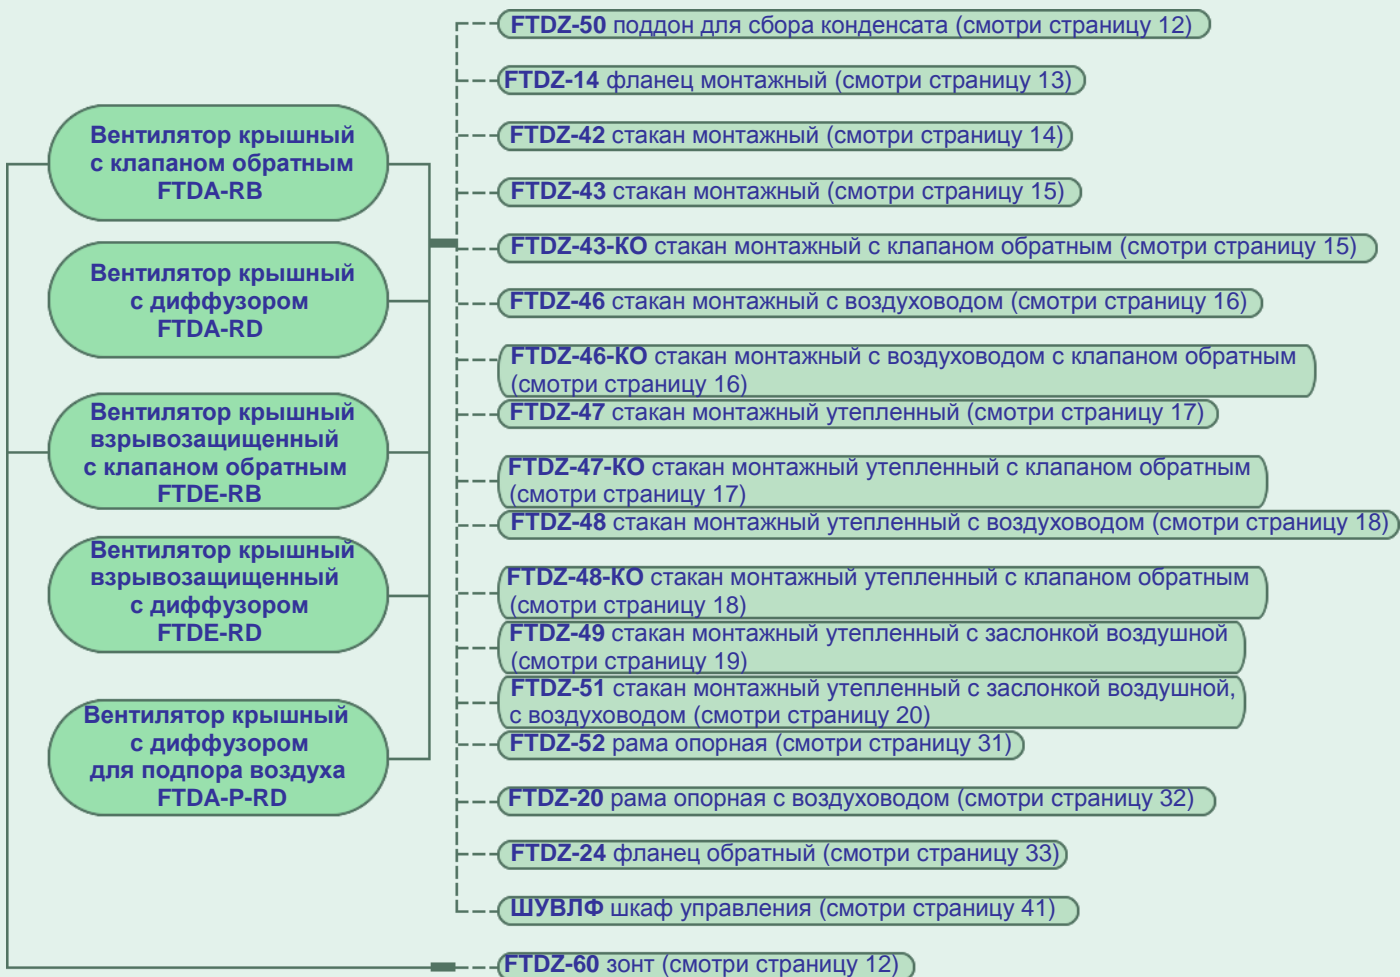 Вентилятор крышный
с клапаном обратным
FTDA-RB
Вентилятор крышный
с диффузором
FTDA-RD
Вентилятор крышный
взрывозащищенный
с клапаном обратным
FTDE-RB
Вентилятор крышный
взрывозащищенный
с диффузором
FTDE-RD
Вентилятор крышный
с диффузором
для подпора воздуха
FTDA-P-RD
FTDZ-50 поддон для сбора конденсата (смотри страницу 12)
FTDZ-14 фланец монтажный (смотри страницу 13)
FTDZ-42 стакан монтажный (смотри страницу 14)
FTDZ-43 стакан монтажный (смотри страницу 15)
FTDZ-43-КО стакан монтажный с клапаном обратным (смотри страницу 15)
FTDZ-46 стакан монтажный с воздуховодом (смотри страницу 16)
FTDZ-46-КО стакан монтажный с воздуховодом с клапаном обратным
(смотри страницу 16)
FTDZ-47 стакан монтажный утепленный (смотри страницу 17)
FTDZ-47-КО стакан монтажный утепленный с клапаном обратным
(смотри страницу 17)
FTDZ-48 стакан монтажный утепленный с воздуховодом (смотри страницу 18)
FTDZ-48-КО стакан монтажный утепленный с клапаном обратным
(смотри страницу 18)
FTDZ-49 стакан монтажный утепленный с заслонкой воздушной
(смотри страницу 19)
FTDZ-51 стакан монтажный утепленный с заслонкой воздушной,
с воздуховодом (смотри страницу 20)
FTDZ-52 рама опорная (смотри страницу 31)
FTDZ-20 рама опорная с воздуховодом (смотри страницу 32)
FTDZ-24 фланец обратный (смотри страницу 33)
ШУВЛФ шкаф управления (смотри страницу 41)
FTDZ-60 зонт (смотри страницу 12)